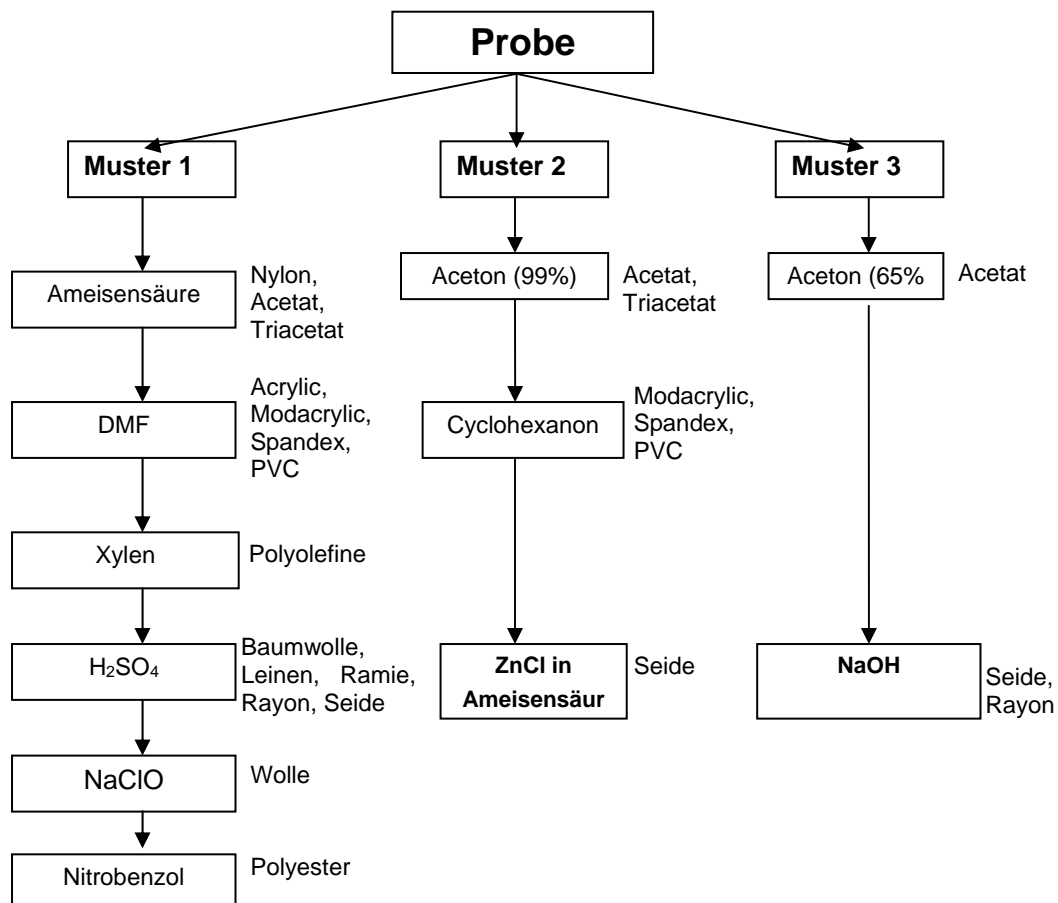 Probe
Muster 1
Muster 2
Muster 3
Ameisensäure
Nylon,
Acetat,
Triacetat
Aceton (99%)
Acetat,
Triacetat
Aceton (65%
Acetat
DMF
Acrylic,
Modacrylic,
Spandex,
PVC
Cyclohexanon
Modacrylic,
Spandex,
PVC
Xylen
Polyolefine
H₂SO₄
Baumwolle,
Leinen, Ramie,
Rayon, Seide
ZnCl in
Ameisensäur
Seide
NaOH
Seide,
Rayon
NaClO
Wolle
Nitrobenzol
Polyester